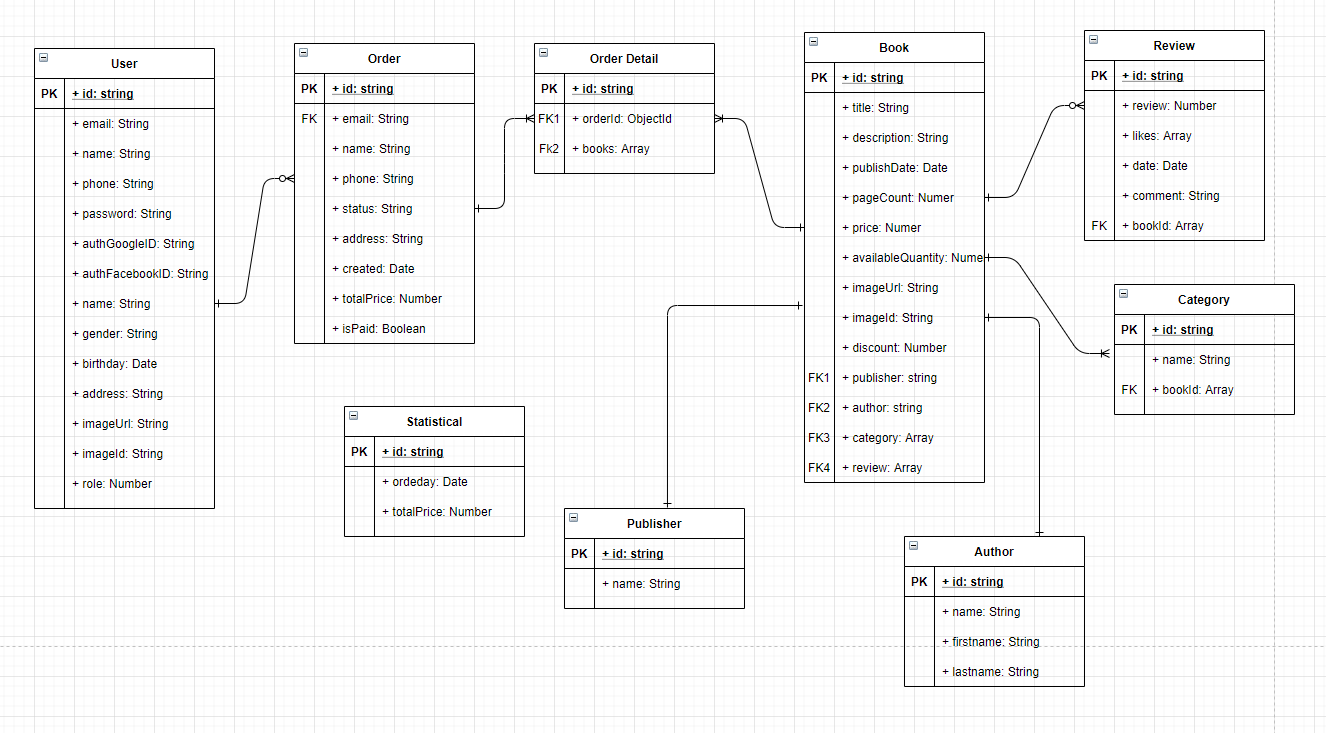 User
PK + id: string
+ email: String
+ name: String
+ phone: String
+ password: String
+ authGoogleID: String
+ authFacebookID: String
+ name: String
+ gender: String
+ birthday: Date
+ address: String
+ imageUrl: String
+ imageId: String
+ role: Number
Order
PK + id: string
FK + email: String
+ name: String
+ phone: String
+ status: String
+ address: String
+ created: Date
+ totalPrice: Number
+ isPaid: Boolean
Order Detail
PK + id: string
FK1 + orderId: ObjectId
Fk2 + books: Array
Book
PK + id: string
+ title: String
+ description: String
+ publishDate: Date
+ pageCount: Numer
+ price: Numer
+ availableQuantity: Nume
+ imageUrl: String
+ imageId: String
+ discount: Number
FK1 + publisher: string
FK2 + author: string
FK3 + category: Array
FK4 + review: Array
Review
PK + id: string
+ review: Number
+ likes: Array
+ date: Date
+ comment: String
FK + bookId: Array
Category
PK + id: string
+ name: String
FK + bookId: Array
Statistical
PK + id: string
+ ordeday: Date
+ totalPrice: Number
Publisher
PK + id: string
+ name: String
Author
PK + id: string
+ name: String
+ firstname: String
+ lastname: String